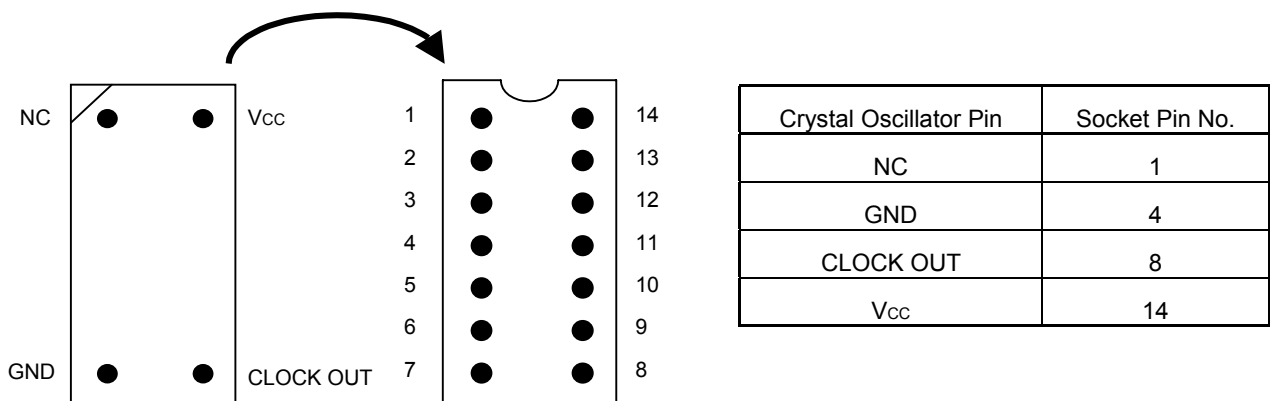 NC
Vcc
GND
CLOCK OUT
1 14
2 13
3 12
4 11
5 10
6 9
7 8
Crystal Oscillator Pin Socket Pin No.
NC 1
GND 4
CLOCK OUT 8
Vcc 14